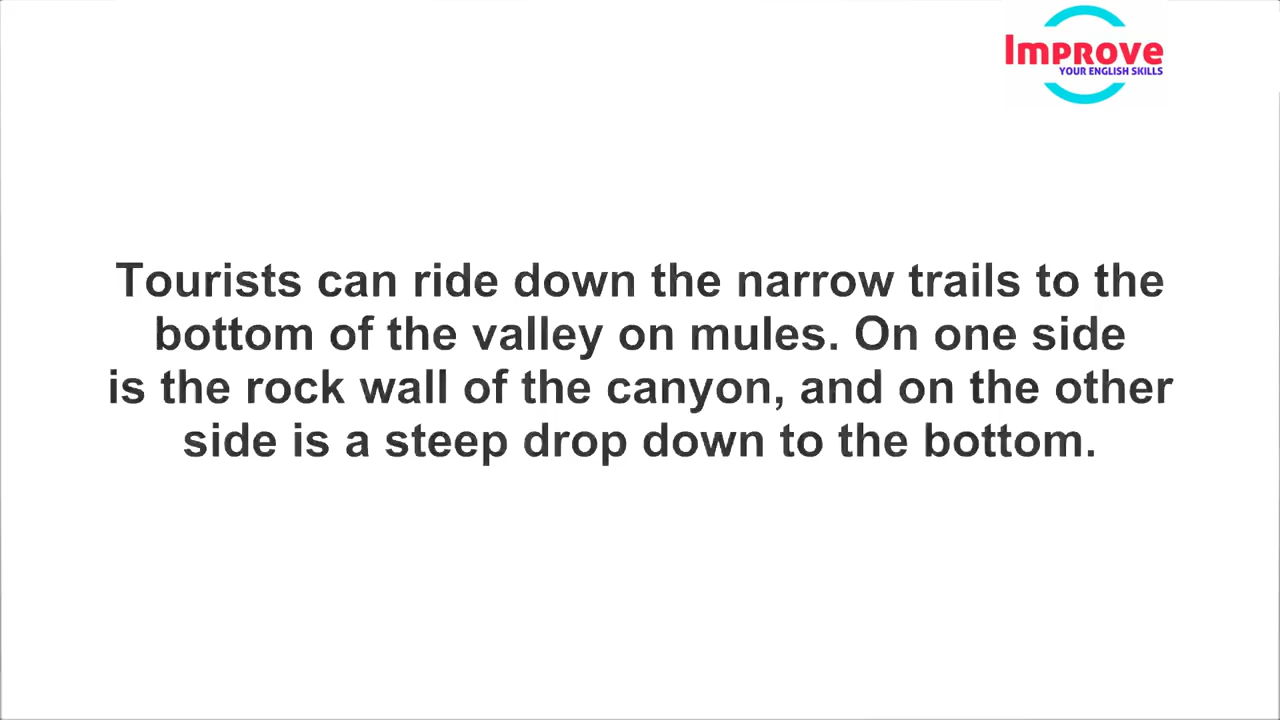 Improve
YOUR ENGLISH SKILLS
Tourists can ride down the narrow trails to the
bottom of the valley on mules. On one side
is the rock wall of the canyon, and on the other
side is a steep drop down to the bottom.